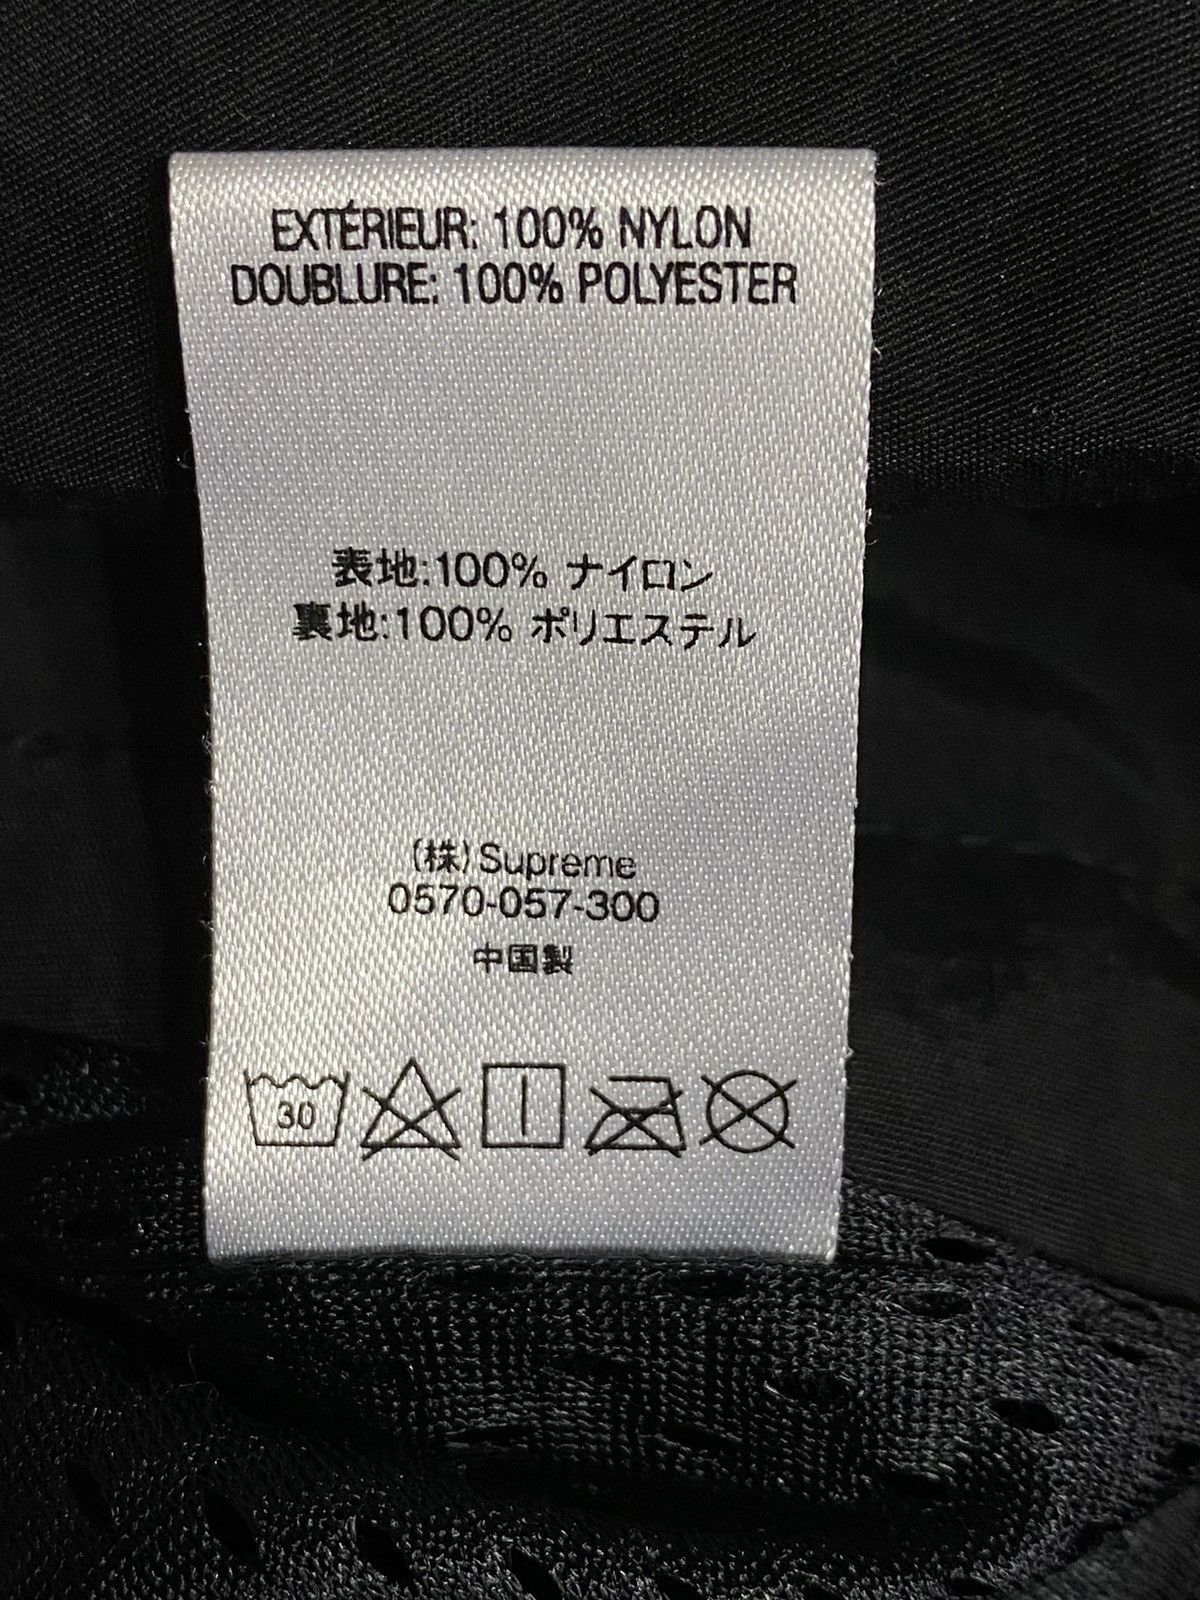 EXTÉRIEUR: 100% NYLON
DOUBLURE: 100% POLYESTER
表地:100% ナイロン
裏地:100% ポリエステル
(株)Supreme
0570-057-300
中国製
30